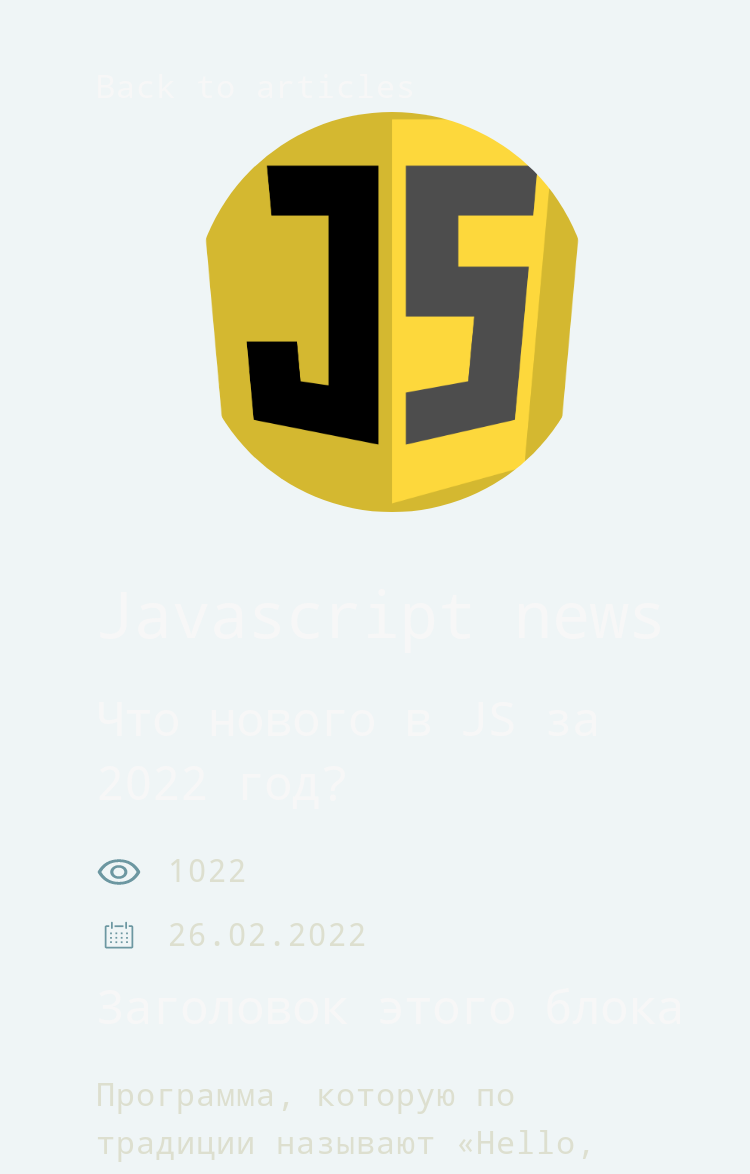 Back to articles
JS
Javascript news
Что нового в JS за
2022 год?
1022
26.02.2022
Заголовок этого блока
Программа, которую по
традиции называют «Hello,